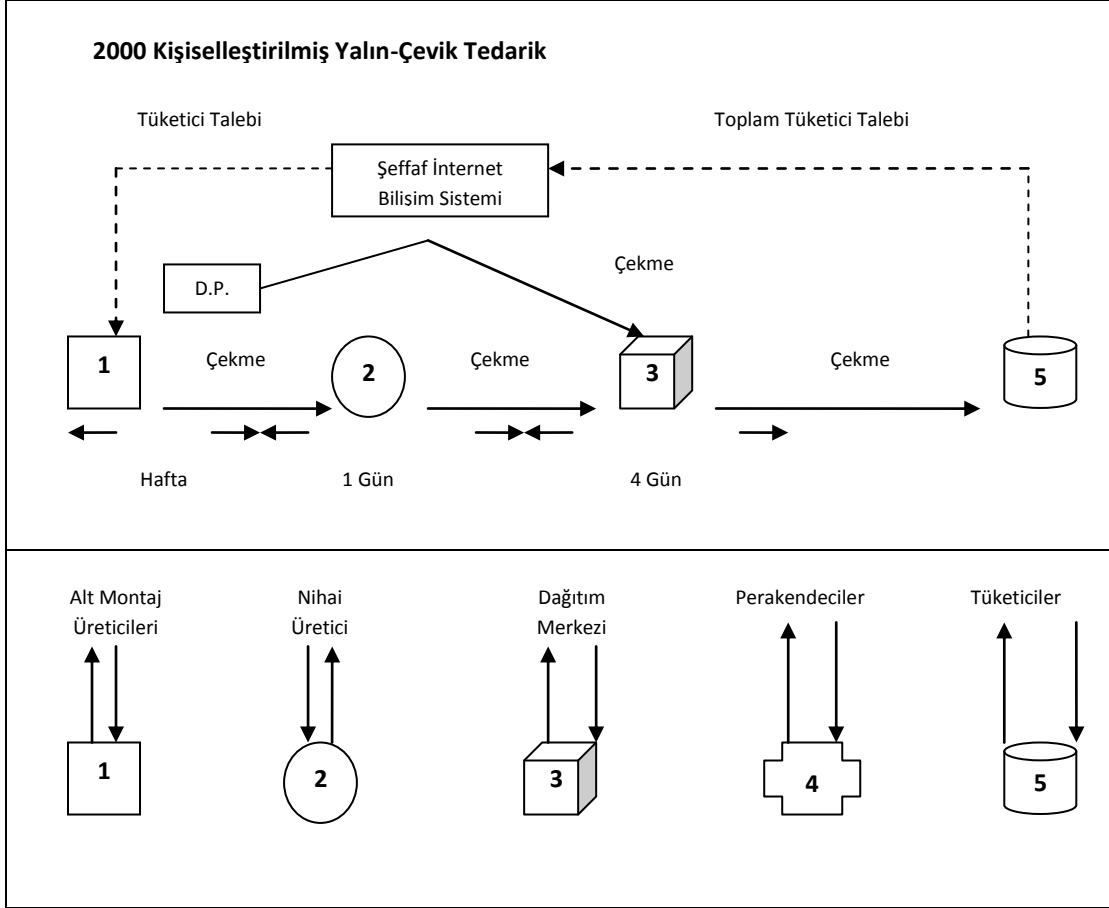 2000 Kişiselleştirilmiş Yalın-Çevik Tedarik
Tüketici Talebi
Toplam Tüketici Talebi
Şeffaf İnternet
Bilişim Sistemi
Çekme
D.P.
1
Çekme
2
Çekme
3
Çekme
5
Hafta
1 Gün
4 Gün
Alt Montaj
Üreticileri
Nihai
Üretici
Dağıtım
Merkezi
Perakendeciler
Tüketiciler
1
2
3
4
5